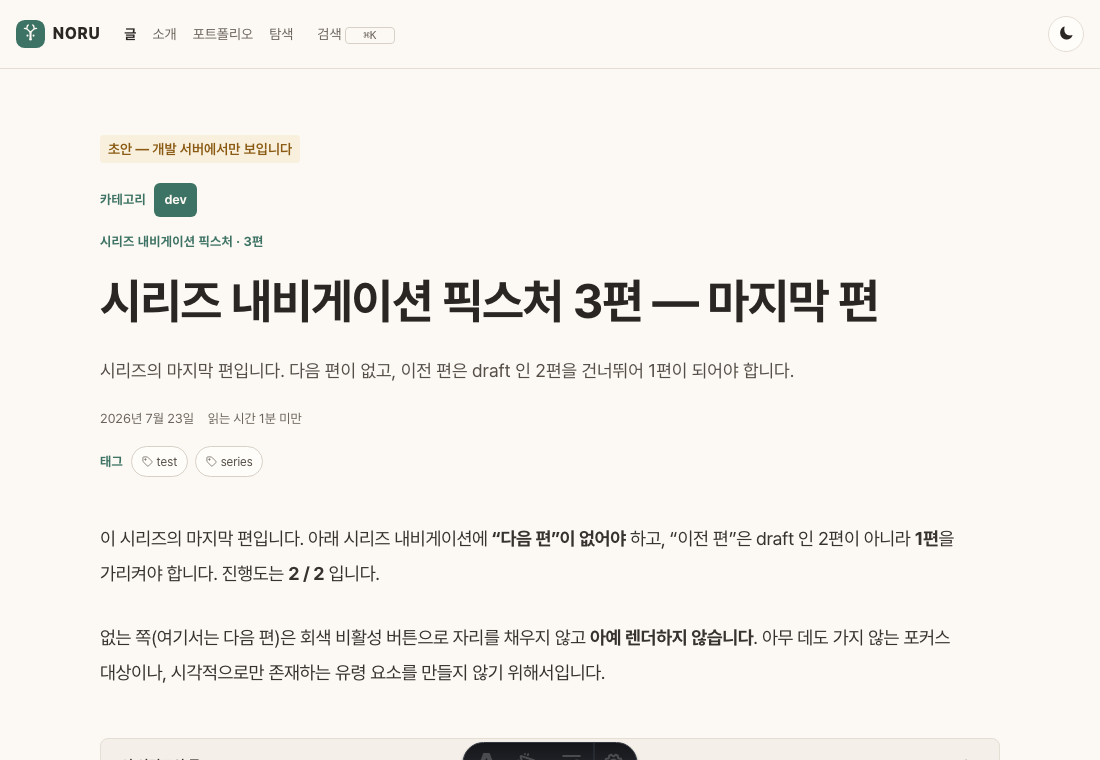 NORU 글 소개 포트폴리오 탐색 검색 ⌘K
초안 — 개발 서버에서만 보입니다
카테고리 dev
시리즈 내비게이션 픽스처 · 3편
시리즈 내비게이션 픽스처 3편 — 마지막 편
시리즈의 마지막 편입니다. 다음 편이 없고, 이전 편은 draft 인 2편을 건너뛰어 1편이 되어야 합니다.
2026년 7월 23일 읽는 시간 1분 미만
태그 test series
이 시리즈의 마지막 편입니다. 아래 시리즈 내비게이션에 “다음 편”이 없어야 하고, “이전 편”은 draft 인 2편이 아니라 1편을
가리켜야 합니다. 진행도는 2 / 2 입니다.
없는 쪽(여기서는 다음 편)은 회색 비활성 버튼으로 자리를 채우지 않고 아예 렌더하지 않습니다. 아무 데도 가지 않는 포커스
대상이나, 시각적으로만 존재하는 유령 요소를 만들지 않기 위해서입니다.